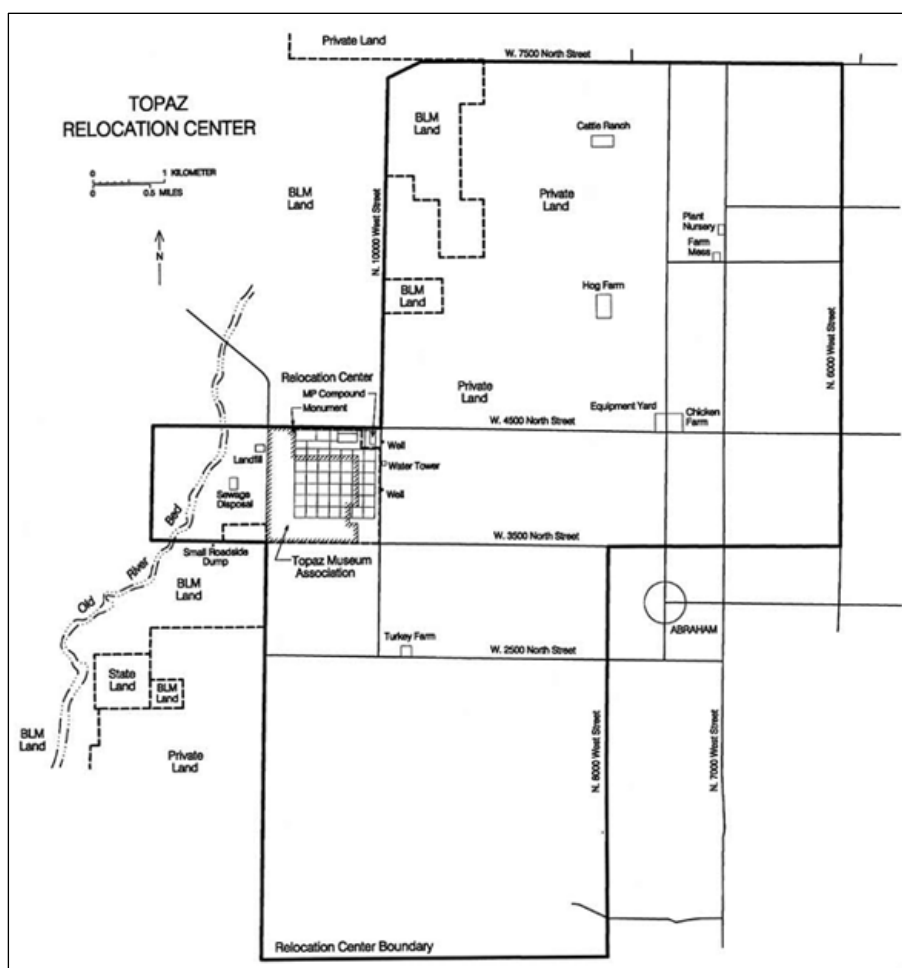 Private Land
W. 7500 North Street
TOPAZ
RELOCATION CENTER
0 1 KILOMETER
0 0.5 MILES
N
BLM
Land
BLM
Land
Cattle Ranch
Private
Land
N. 10000 West Street
Plant
Nursery
Farm
Mess
BLM
Land
Hog Farm
N. 6000 West Street
Relocation Center
MP Compound
Monument
Private
Land
Equipment Yard
Chicken
Farm
W. 4500 North Street
Well
Landfill
Water Tower
Sewage
Disposal
Well
Old River Bed
Small Roadside
Dump
Topaz Museum
Association
W. 3500 North Street
BLM
Land
ABRAHAM
Turkey Farm
W. 2500 North Street
State
Land
BLM
Land
BLM
Land
Private
Land
N. 8000 West Street
N. 7000 West Street
Relocation Center Boundary